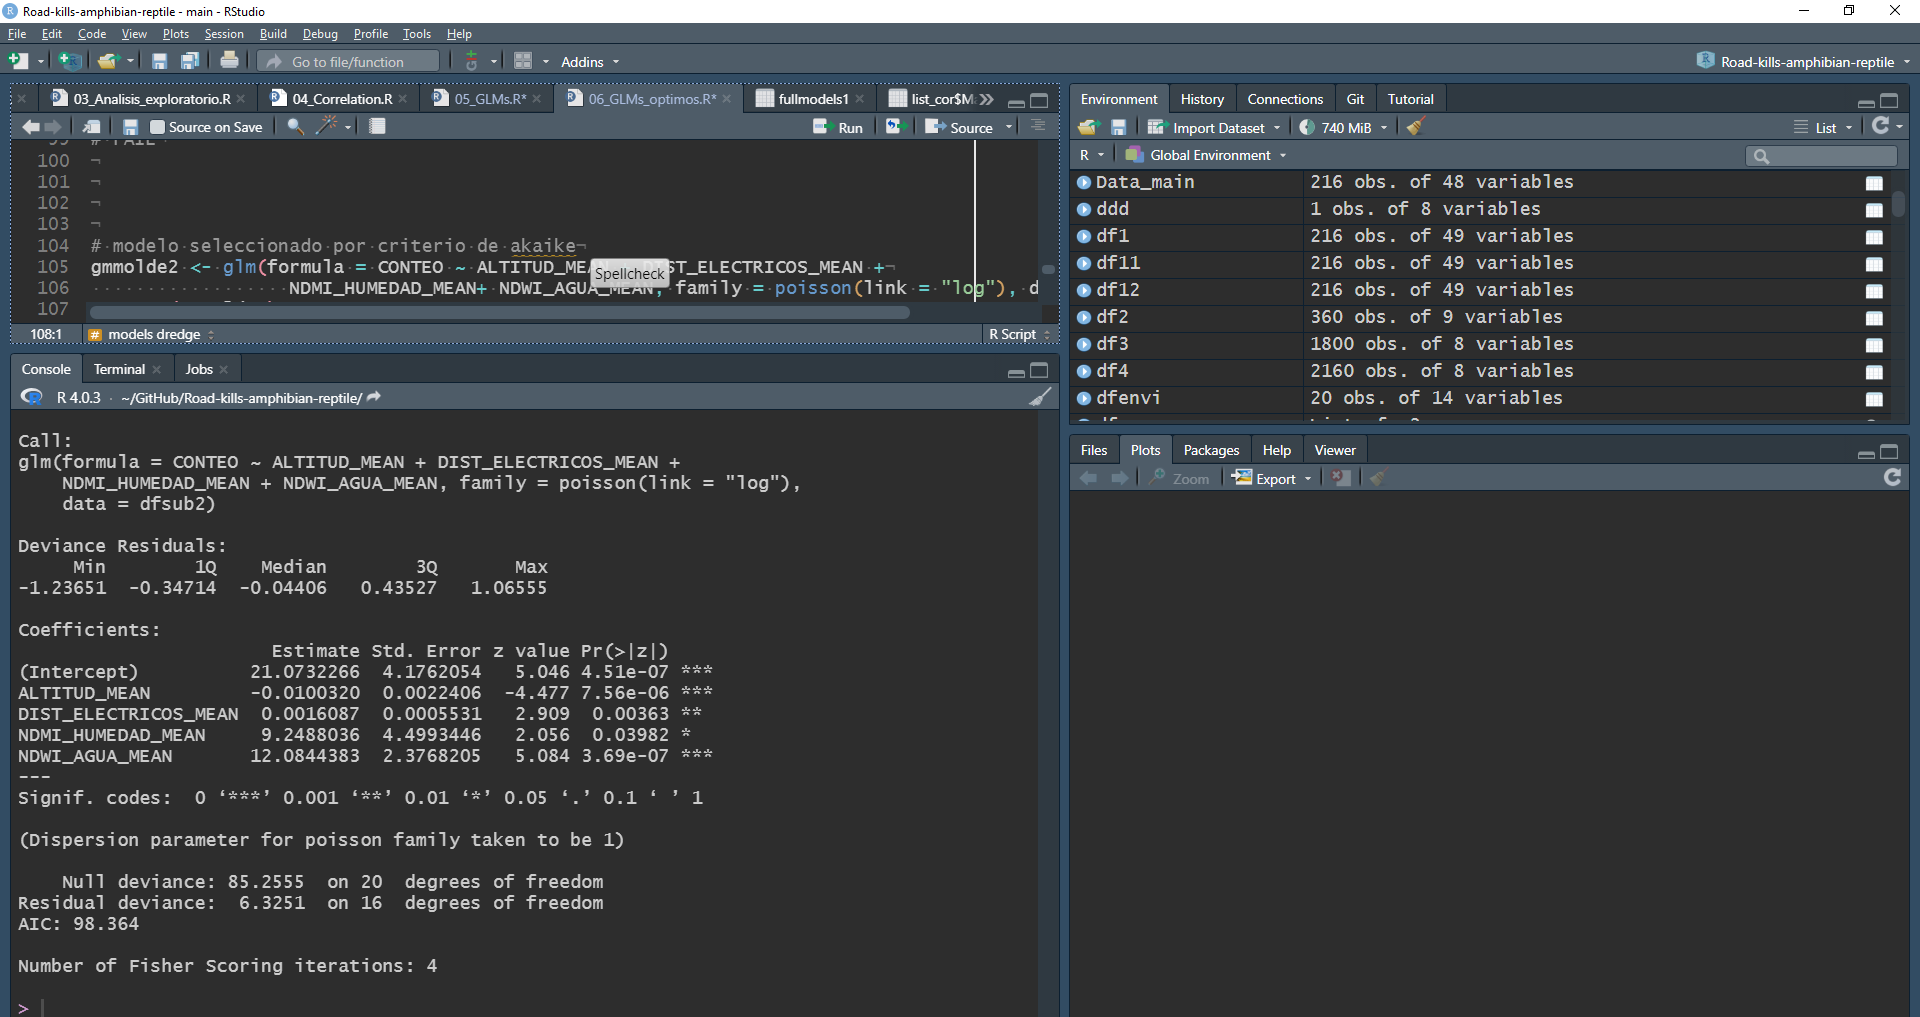 Road-kills-amphibian-reptile - main - RStudio
File Edit Code View Plots Session Build Debug Profile Tools Help
Go to file/function Addins Road-kills-amphibian-reptile
03_Analisis_exploratorio.R 04_Correlation.R 05_GLMs.R* 06_GLMs_optimos.R* fullmodels1 list_cor$M
Source on Save Run Source
100 ¬
101 ¬
102 ¬
103 ¬
104 #·modelo·seleccionado·por·criterio·de·akaike¬
105 gmmolde2 <- glm(formula = CONTEO ~ ALTITUD_ ST_ELECTRICOS_MEAN +¬
Spellcheck
106 NDMI_HUMEDAD_MEAN+ NDWI_AGUA_MEAN, family = poisson(link = "log"), d
107
108:1 # models dredge R Script
Console Terminal Jobs
R 4.0.3 · ~/GitHub/Road-kills-amphibian-reptile/
Call:
glm(formula = CONTEO ~ ALTITUD_MEAN + DIST_ELECTRICOS_MEAN +
NDMI_HUMEDAD_MEAN + NDWI_AGUA_MEAN, family = poisson(link = "log"),
data = dfsub2)
Deviance Residuals:
Min 1Q Median 3Q Max
-1.23651 -0.34714 -0.04406 0.43527 1.06555
Coefficients:
Estimate Std. Error z value Pr(>|z|)
(Intercept) 21.0732266 4.1762054 5.046 4.51e-07 ***
ALTITUD_MEAN -0.0100320 0.0022406 -4.477 7.56e-06 ***
DIST_ELECTRICOS_MEAN 0.0016087 0.0005531 2.909 0.00363 **
NDMI_HUMEDAD_MEAN 9.2488036 4.4993446 2.056 0.03982 *
NDWI_AGUA_MEAN 12.0844383 2.3768205 5.084 3.69e-07 ***
---
Signif. codes: 0 ‘***’ 0.001 ‘**’ 0.01 ‘*’ 0.05 ‘.’ 0.1 ‘ ’ 1
(Dispersion parameter for poisson family taken to be 1)
Null deviance: 85.2555 on 20 degrees of freedom
Residual deviance: 6.3251 on 16 degrees of freedom
AIC: 98.364
Number of Fisher Scoring iterations: 4
>
Environment History Connections Git Tutorial
Import Dataset 740 MiB List
R Global Environment
Data_main 216 obs. of 48 variables
ddd 1 obs. of 8 variables
df1 216 obs. of 49 variables
df11 216 obs. of 49 variables
df12 216 obs. of 49 variables
df2 360 obs. of 9 variables
df3 1800 obs. of 8 variables
df4 2160 obs. of 8 variables
dfenvi 20 obs. of 14 variables
Files Plots Packages Help Viewer
Zoom Export